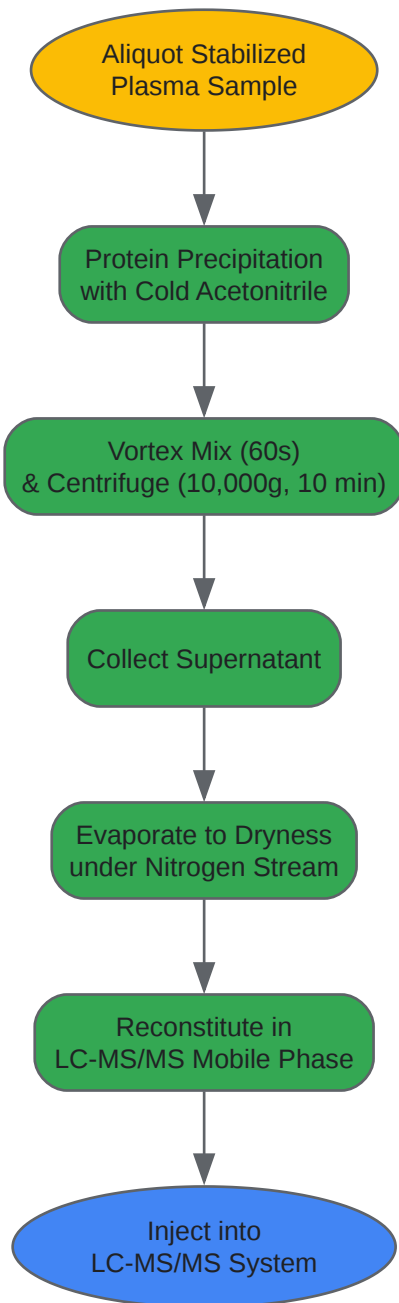 Aliquot Stabilized
Plasma Sample
Protein Precipitation
with Cold Acetonitrile
Vortex Mix (60s)
& Centrifuge (10,000g, 10 min)
Collect Supernatant
Evaporate to Dryness
under Nitrogen Stream
Reconstitute in
LC-MS/MS Mobile Phase
Inject into
LC-MS/MS System